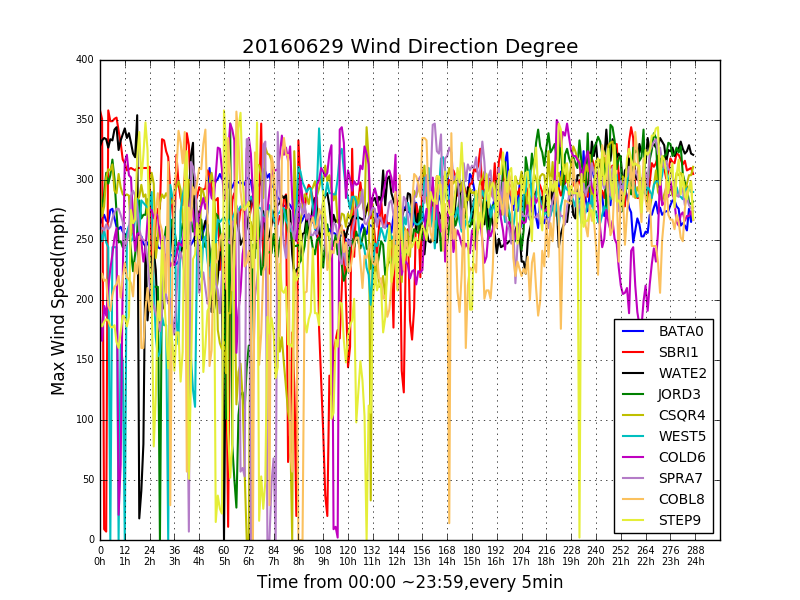 20160629 Wind Direction Degree
Max Wind Speed(mph)
400
350
300
250
200
150
100
50
0
BATA0
SBRI1
WATE2
JORD3
CSQR4
WEST5
COLD6
SPRA7
COBL8
STEP9
0 12 24 36 48 60 72 84 96 108 120 132 144 156 168 180 192 204 216 228 240 252 264 276 288
0h 1h 2h 3h 4h 5h 6h 7h 8h 9h 10h 11h 12h 13h 14h 15h 16h 17h 18h 19h 20h 21h 22h 23h 24h
Time from 00:00 ~23:59,every 5min